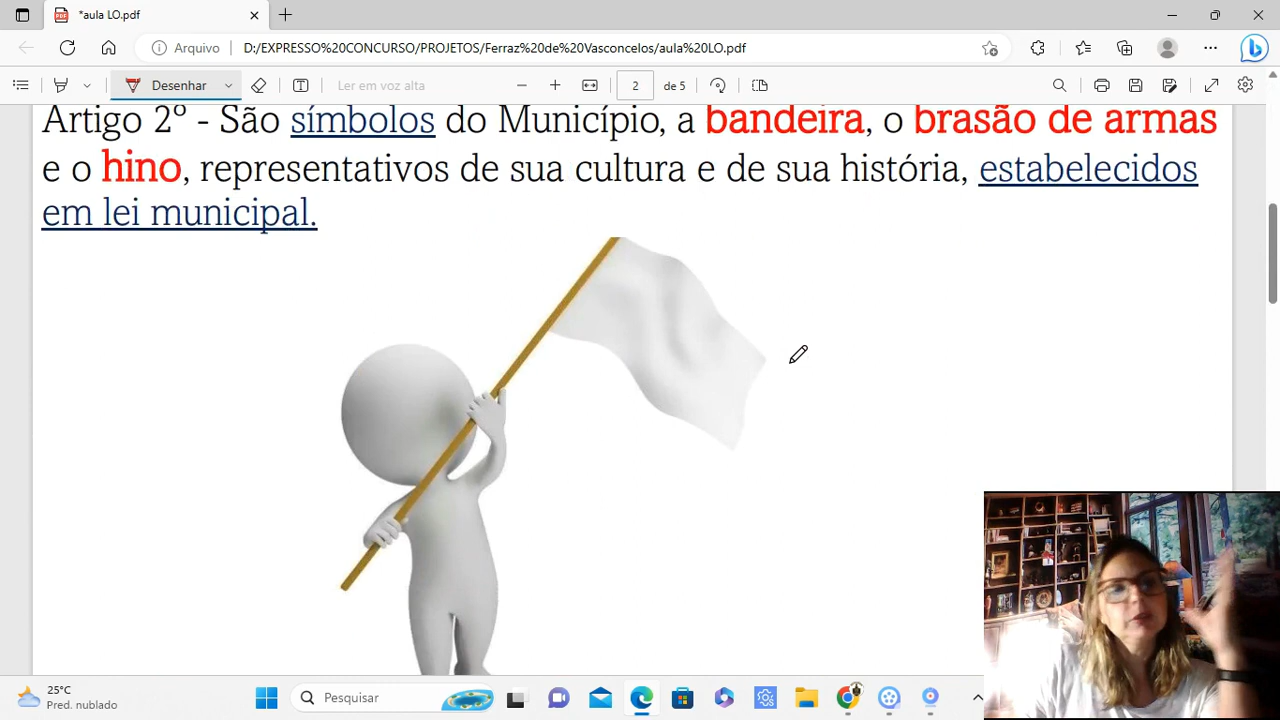 *aula LO.pdf
Arquivo D:/EXPRESSO%20CONCURSO/PROJETOS/Ferraz%20de%20Vasconcelos/aula%20LO.pdf
Desenhar Ler em voz alta 2 de 5
Artigo 2º - São símbolos do Município, a bandeira, o brasão de armas
e o hino, representativos de sua cultura e de sua história, estabelecidos
em lei municipal.
25°C
Pred. nublado
Pesquisar